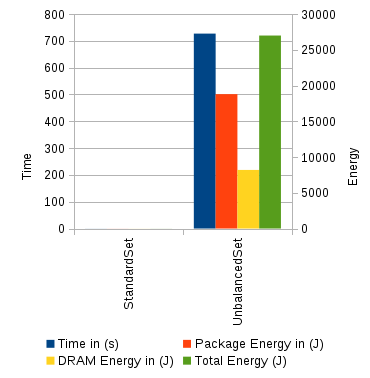 800
700
600
500
400
300
200
100
0
Time
30000
25000
20000
15000
10000
5000
0
Energy
StandardSet
UnbalancedSet
Time in (s)
Package Energy in (J)
DRAM Energy in (J)
Total Energy (J)